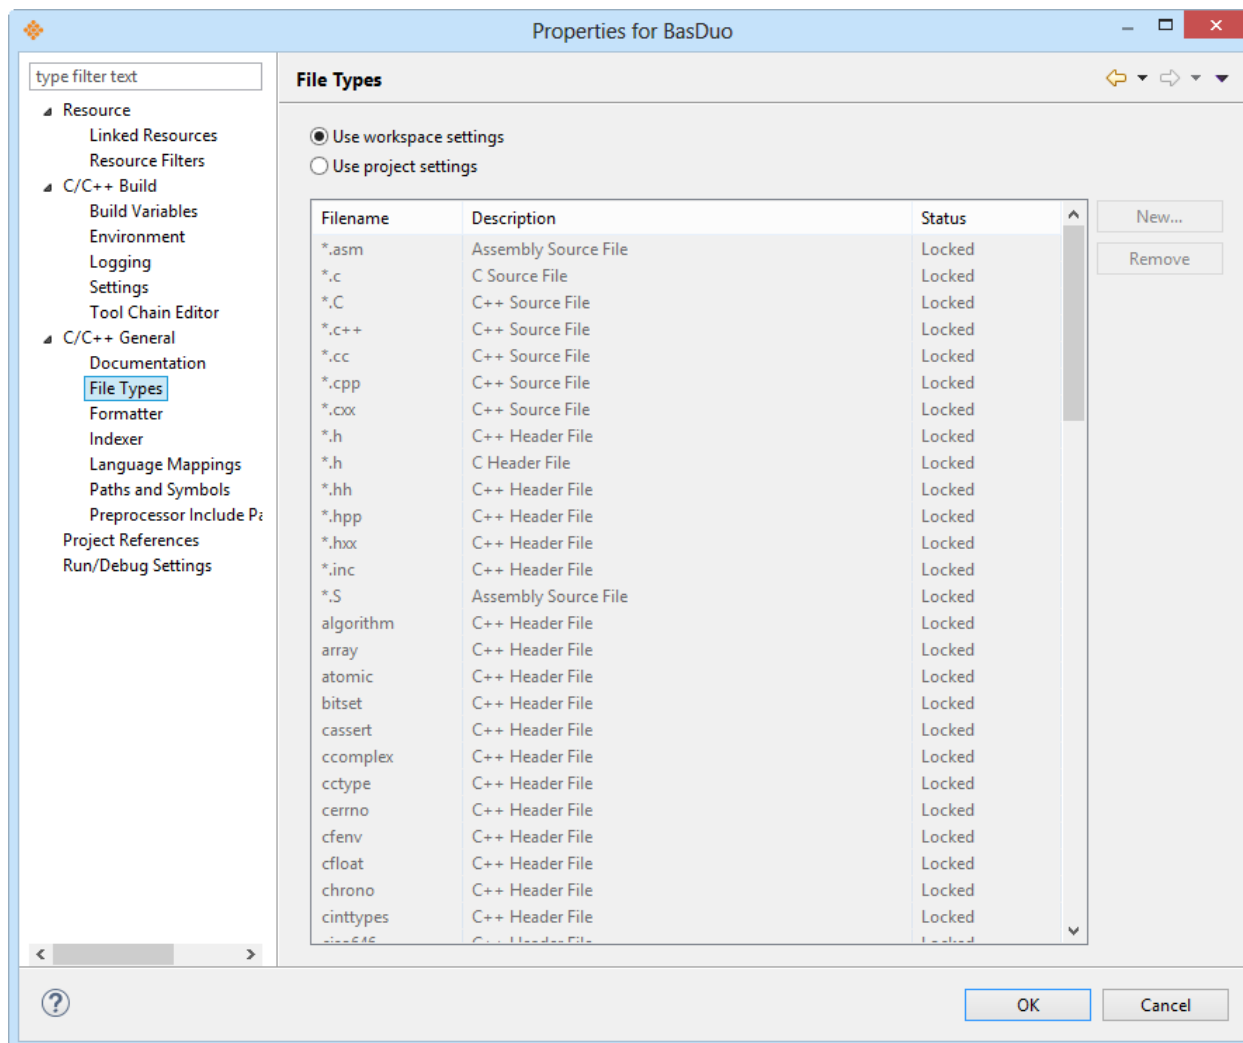 Properties for BasDuo
type filter text
Resource
Linked Resources
Resource Filters
C/C++ Build
Build Variables
Environment
Logging
Settings
Tool Chain Editor
C/C++ General
Documentation
File Types
Formatter
Indexer
Language Mappings
Paths and Symbols
Preprocessor Include Pa
Project References
Run/Debug Settings
File Types
Use workspace settings
Use project settings
Filename Description Status
*.asm Assembly Source File Locked
*.c C Source File Locked
*.C C++ Source File Locked
*.c++ C++ Source File Locked
*.cc C++ Source File Locked
*.cpp C++ Source File Locked
*.cxx C++ Source File Locked
*.h C++ Header File Locked
*.h C Header File Locked
*.hh C++ Header File Locked
*.hpp C++ Header File Locked
*.hxx C++ Header File Locked
*.inc C++ Header File Locked
*.S Assembly Source File Locked
algorithm C++ Header File Locked
array C++ Header File Locked
atomic C++ Header File Locked
bitset C++ Header File Locked
cassert C++ Header File Locked
ccomplex C++ Header File Locked
cctype C++ Header File Locked
cerrno C++ Header File Locked
cfenv C++ Header File Locked
cfloat C++ Header File Locked
chrono C++ Header File Locked
cinttypes C++ Header File Locked
ciso646 C++ Header File Locked
New...
Remove
OK
Cancel